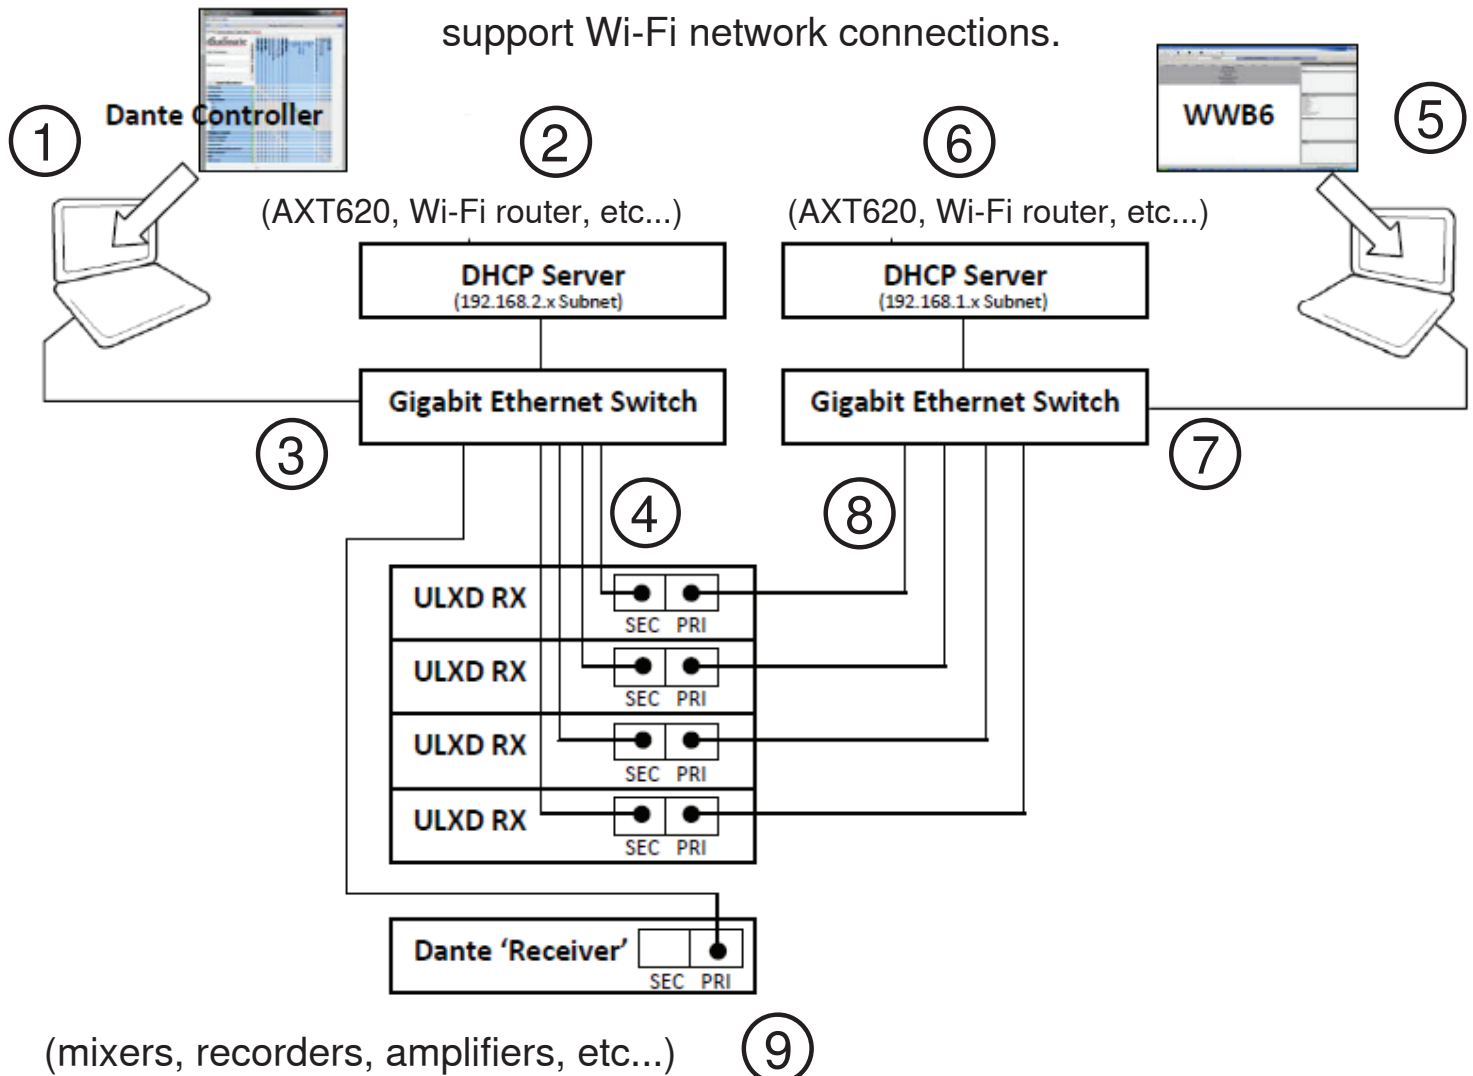 support Wi-Fi network connections.
Dante Controller
WWB6
1
2
6
5
(AXT620, Wi-Fi router, etc...)
(AXT620, Wi-Fi router, etc...)
DHCP Server
(192.168.2.x Subnet)
DHCP Server
(192.168.1.x Subnet)
Gigabit Ethernet Switch
Gigabit Ethernet Switch
3
7
4
8
ULXD RX
SEC PRI
ULXD RX
SEC PRI
ULXD RX
SEC PRI
ULXD RX
SEC PRI
Dante ‘Receiver’
SEC PRI
(mixers, recorders, amplifiers, etc...)
9